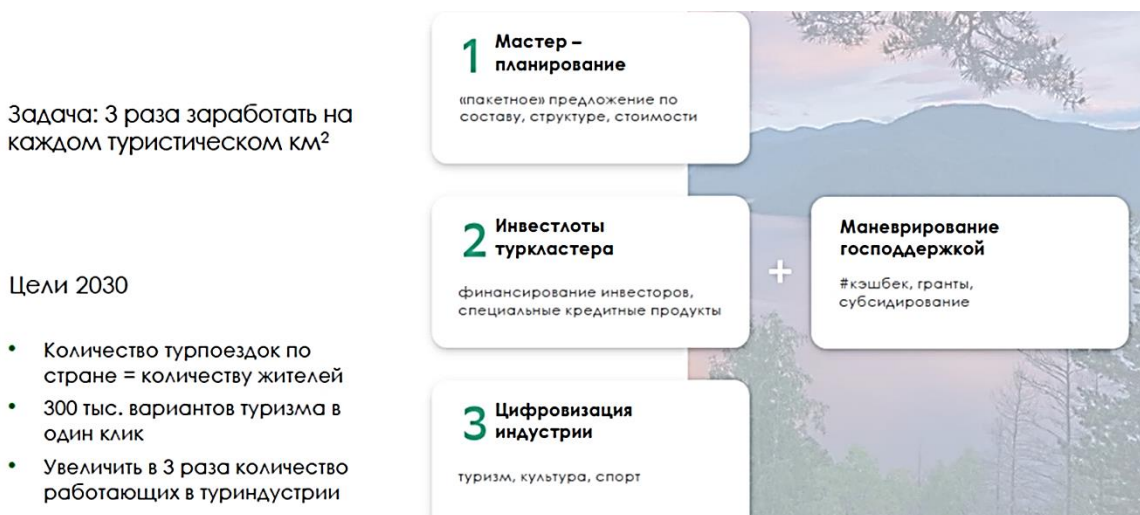 Задача: 3 раза заработать на
каждом туристическом км²
Цели 2030
• Количество турпоездок по
стране = количеству жителей
• 300 тыс. вариантов туризма в
один клик
• Увеличить в 3 раза количество
работающих в туриндустрии
1 Мастер –
планирование
«пакетное» предложение по
составу, структуре, стоимости
2 Инвестлоты
туркластера
финансирование инвесторов,
специальные кредитные продукты
+
Маневрирование
господдержкой
#кэшбек, гранты,
субсидирование
3 Цифровизация
индустрии
туризм, культура, спорт